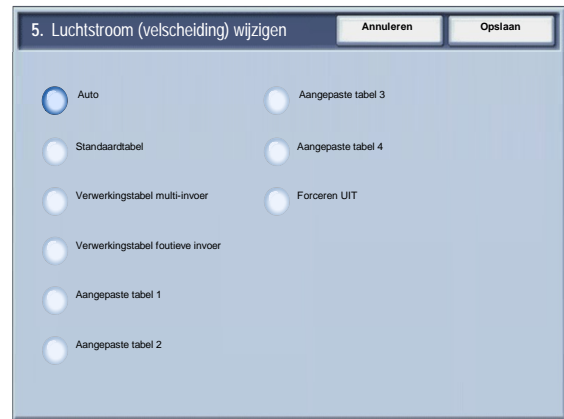 5. Luchtstroom (velscheiding) wijzigen
Annuleren
Opslaan
Auto
Standaardtabel
Verwerkingstabel multi-invoer
Verwerkingstabel foutieve invoer
Aangepaste tabel 1
Aangepaste tabel 2
Aangepaste tabel 3
Aangepaste tabel 4
Forceren UIT